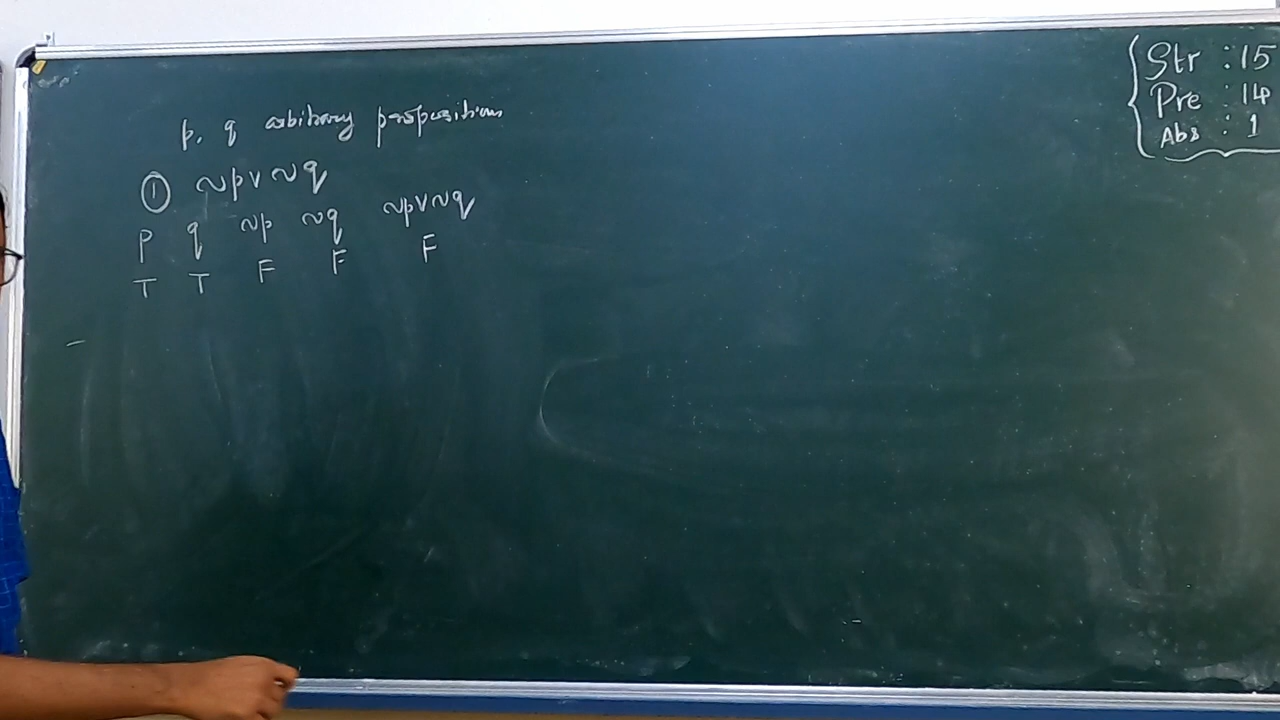 p, q arbitrary propositions
① ~p∨~q
p q ~p ~q ~p∨~q
T T F F F
Str : 15
Pre : 14
Abs : 1